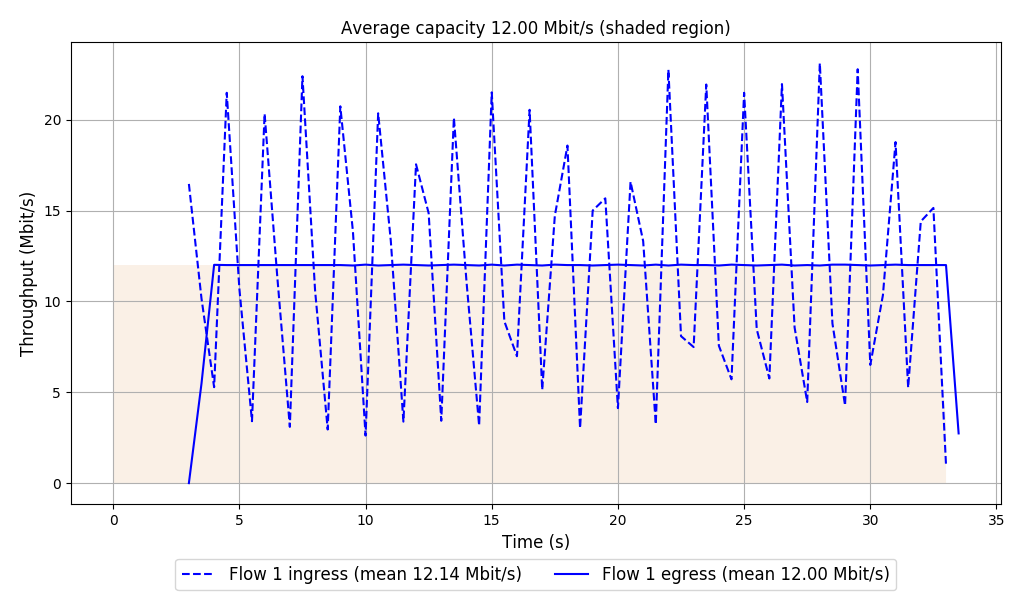 Average capacity 12.00 Mbit/s (shaded region)
Throughput (Mbit/s)
20
15
10
5
0
0 5 10 15 20 25 30 35
Time (s)
Flow 1 ingress (mean 12.14 Mbit/s) Flow 1 egress (mean 12.00 Mbit/s)